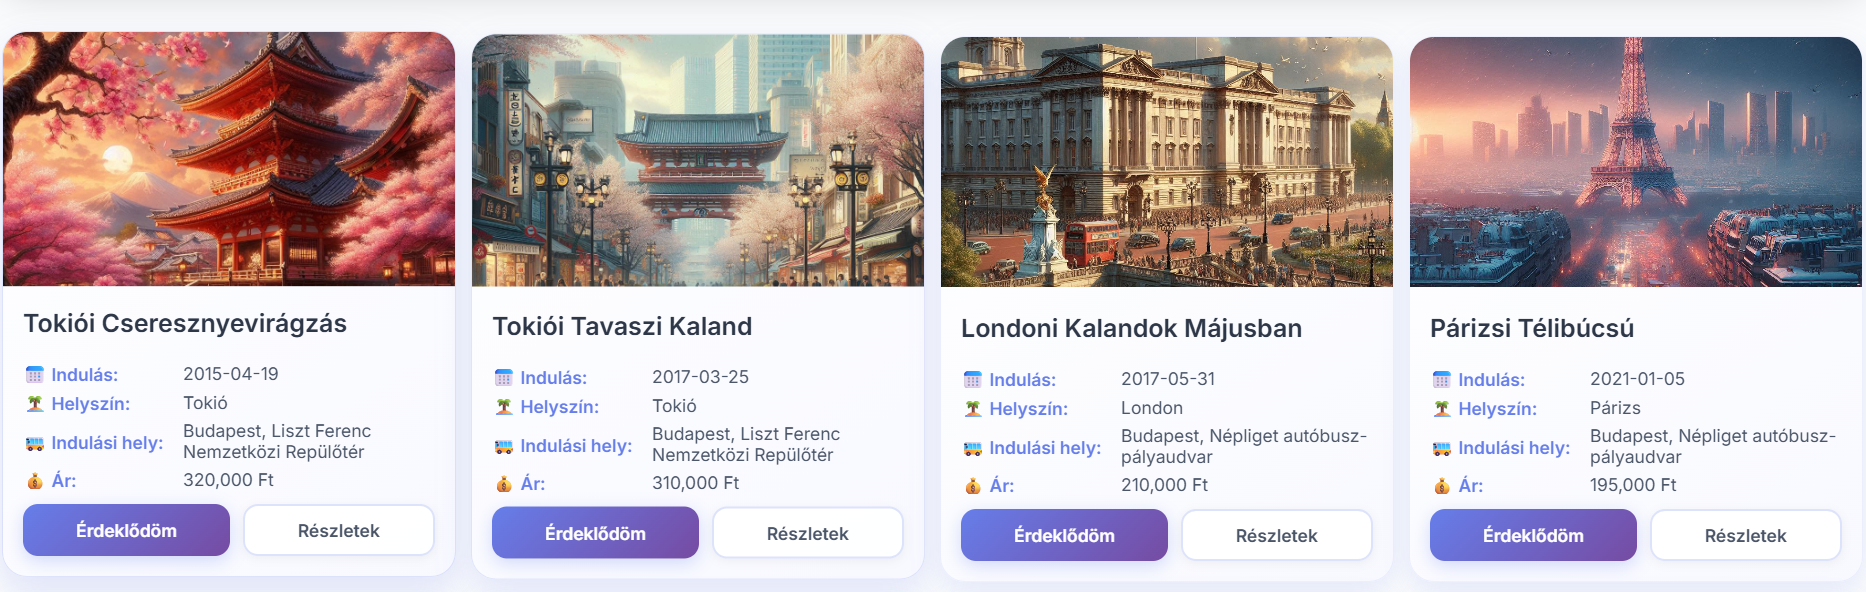 Tokiói Cseresznyevirágzás
Indulás: 2015-04-19
Helyszín: Tokió
Indulási hely: Budapest, Liszt Ferenc
Nemzetközi Repülőtér
Ár: 320,000 Ft
Érdeklődöm Részletek
Tokiói Tavaszi Kaland
Indulás: 2017-03-25
Helyszín: Tokió
Indulási hely: Budapest, Liszt Ferenc
Nemzetközi Repülőtér
Ár: 310,000 Ft
Érdeklődöm Részletek
Londoni Kalandok Májusban
Indulás: 2017-05-31
Helyszín: London
Indulási hely: Budapest, Népliget autóbusz-
pályaudvar
Ár: 210,000 Ft
Érdeklődöm Részletek
Párizsi Télibúcsú
Indulás: 2021-01-05
Helyszín: Párizs
Indulási hely: Budapest, Népliget autóbusz-
pályaudvar
Ár: 195,000 Ft
Érdeklődöm Részletek